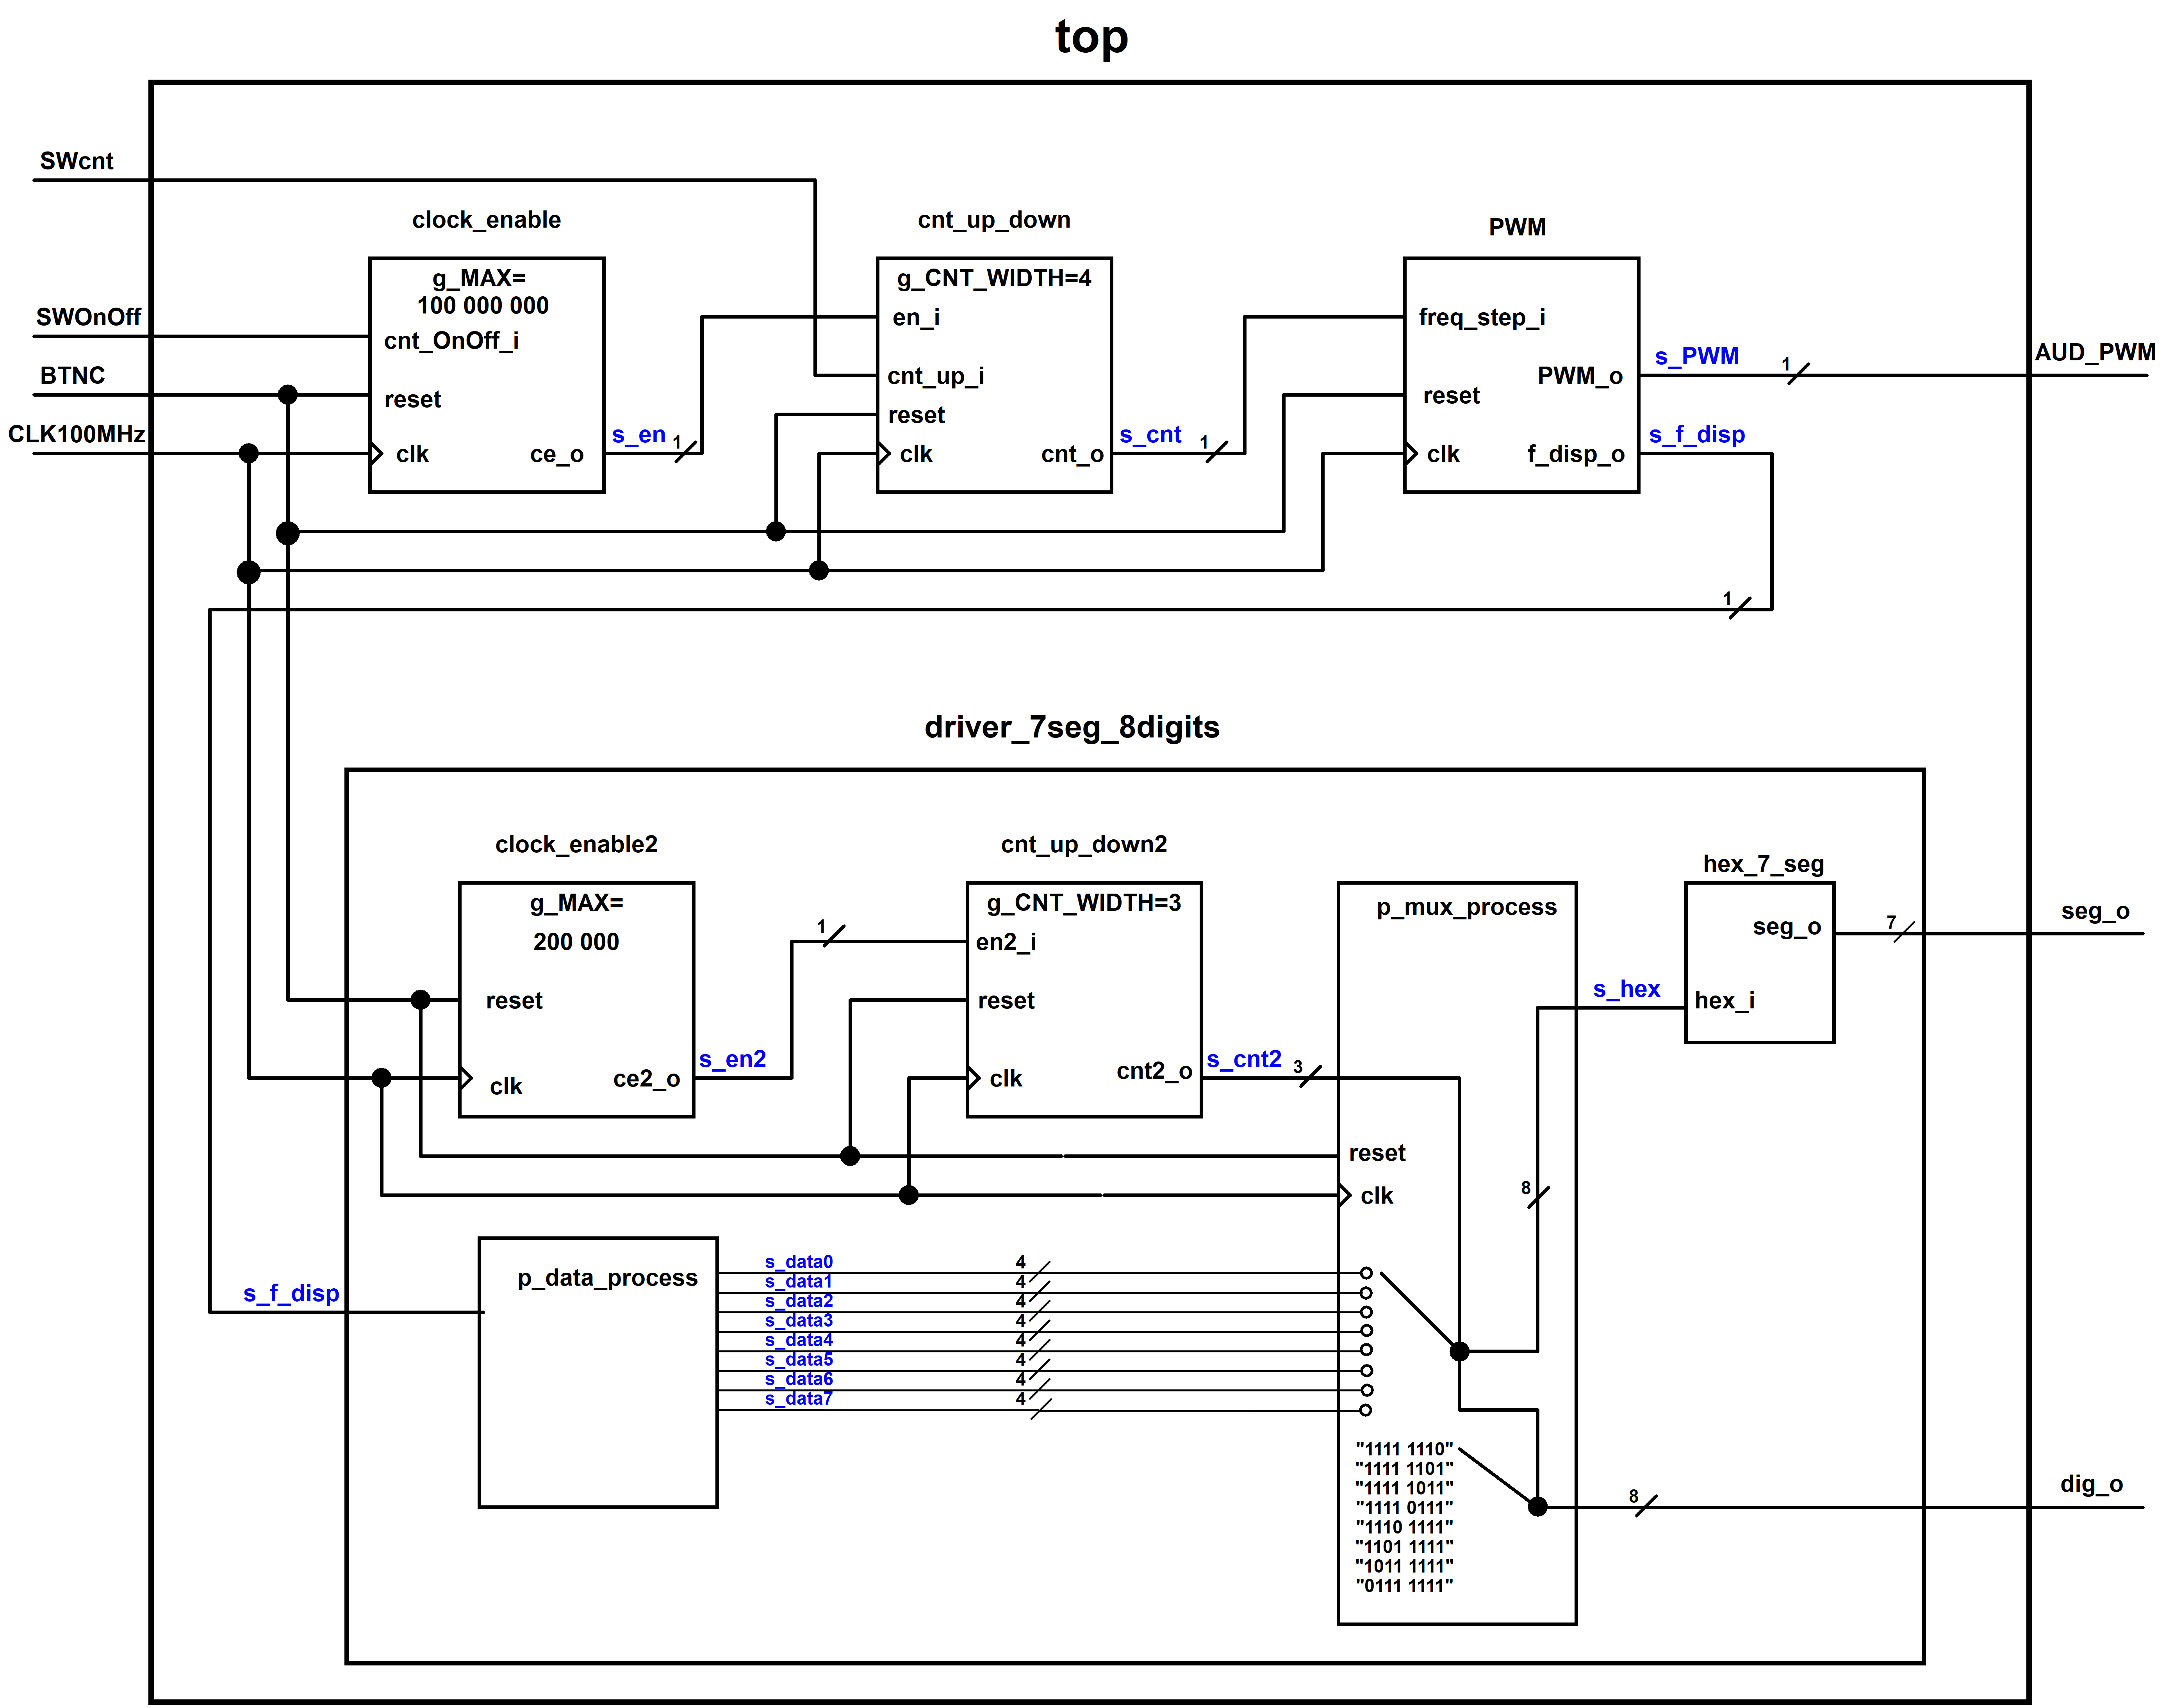 top
SWcnt
clock_enable
cnt_up_down
PWM
g_MAX=
100 000 000
cnt_OnOff_i
reset
clk
ce_o
SWOnOff
BTNC
CLK100MHz
s_en
1
g_CNT_WIDTH=4
en_i
cnt_up_i
reset
clk
cnt_o
s_cnt
1
freq_step_i
PWM_o
reset
clk
f_disp_o
s_PWM
1
AUD_PWM
s_f_disp
1
driver_7seg_8digits
clock_enable2
cnt_up_down2
hex_7_seg
g_MAX=
200 000
reset
clk
ce2_o
s_en2
1
g_CNT_WIDTH=3
en2_i
reset
clk
cnt2_o
s_cnt2
3
p_mux_process
reset
clk
8
s_hex
seg_o
hex_i
7
seg_o
s_f_disp
p_data_process
s_data0 4
s_data1 4
s_data2 4
s_data3 4
s_data4 4
s_data5 4
s_data6 4
s_data7 4
"1111 1110"
"1111 1101"
"1111 1011"
"1111 0111"
"1110 1111"
"1101 1111"
"1011 1111"
"0111 1111"
8
dig_o